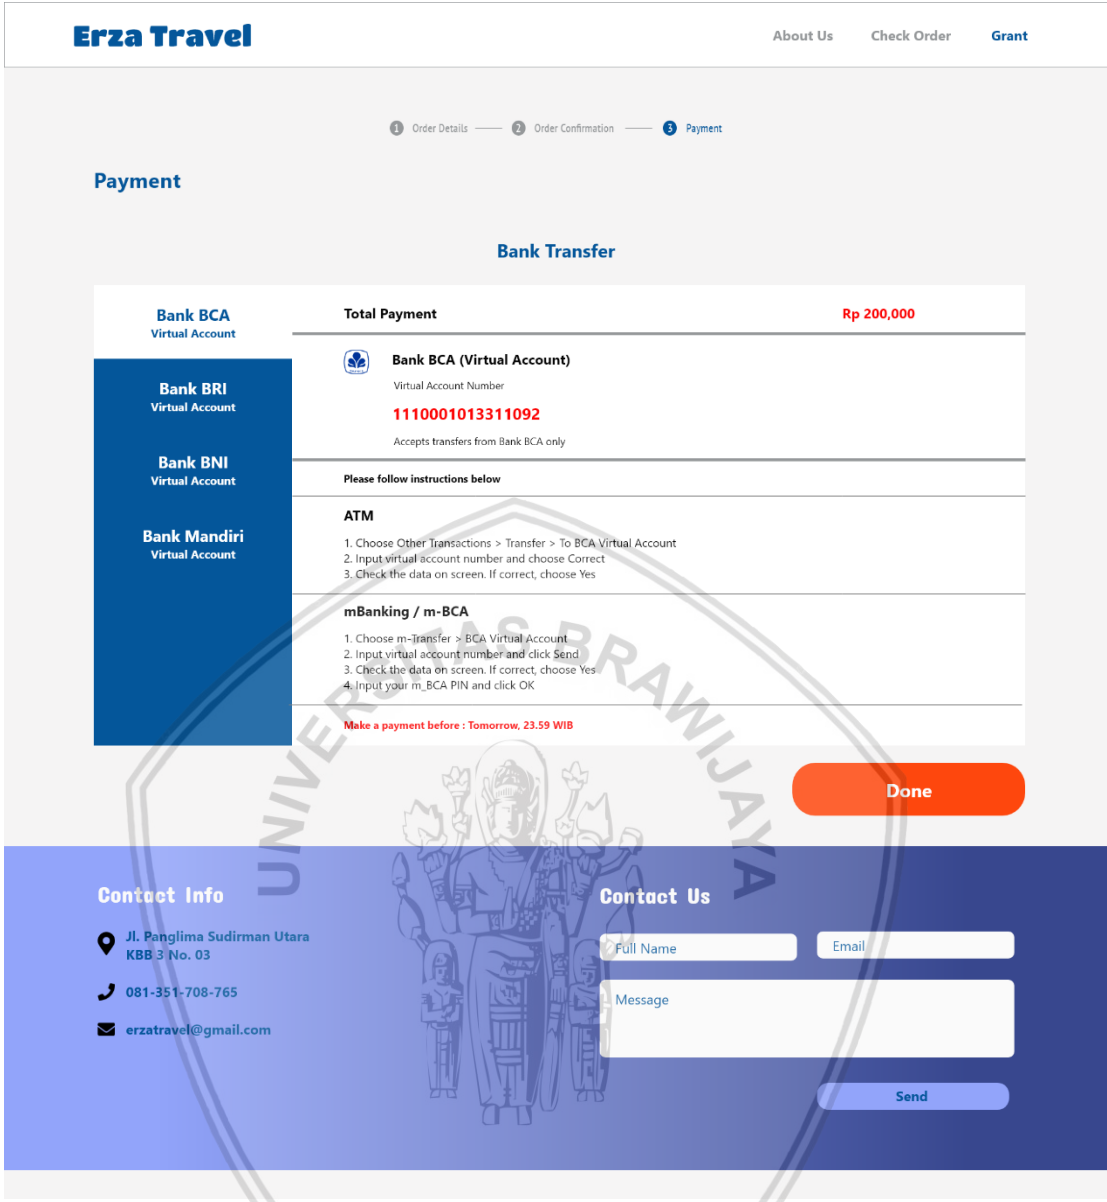 Erza Travel
About Us
Check Order
Grant
1 Order Details
2 Order Confirmation
3 Payment
Payment
Bank Transfer
Bank BCA
Virtual Account
Bank BRI
Virtual Account
Bank BNI
Virtual Account
Bank Mandiri
Virtual Account
Total Payment
Rp 200,000
Bank BCA (Virtual Account)
Virtual Account Number
1110001013311092
Accepts transfers from Bank BCA only
Please follow instructions below
ATM
1. Choose Other Transactions > Transfer > To BCA Virtual Account
2. Input virtual account number and choose Correct
3. Check the data on screen. If correct, choose Yes
mBanking / m-BCA
1. Choose m-Transfer > BCA Virtual Account
2. Input virtual account number and click Send
3. Check the data on screen. If correct, choose Yes
4. Input your m_BCA PIN and click OK
Make a payment before : Tomorrow, 23.59 WIB
Done
UNIVERSITAS BRAWIJAYA
Contact Info
Jl. Panglima Sudirman Utara
KBB 3 No. 03
081-351-708-765
erzatravel@gmail.com
Contact Us
Full Name
Email
Message
Send